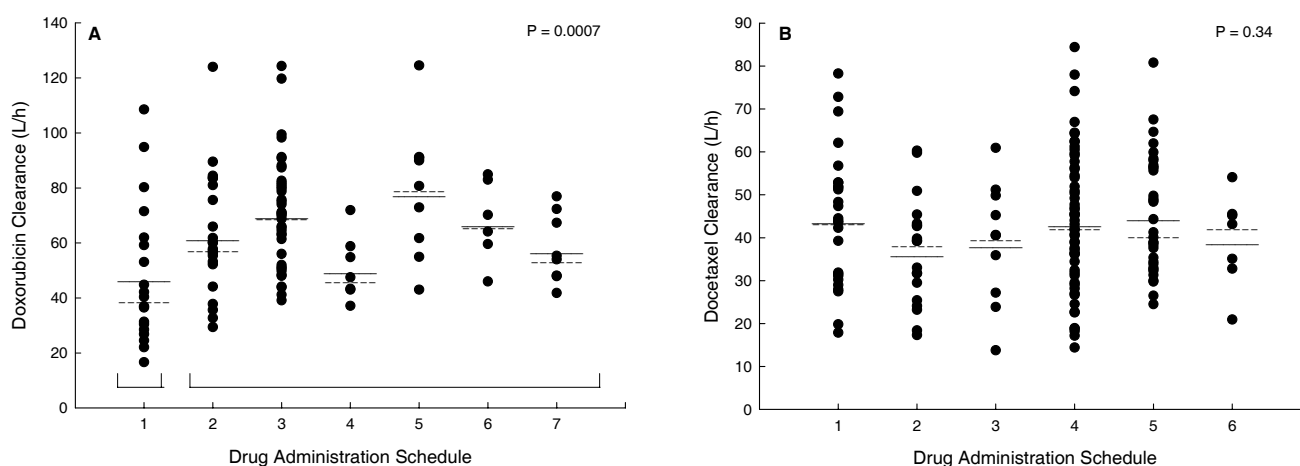 A
P = 0.0007
Doxorubicin Clearance (L/h)
140
120
100
80
60
40
20
0
1 2 3 4 5 6 7
Drug Administration Schedule
B
P = 0.34
Docetaxel Clearance (L/h)
90
80
70
60
50
40
30
20
10
0
1 2 3 4 5 6
Drug Administration Schedule